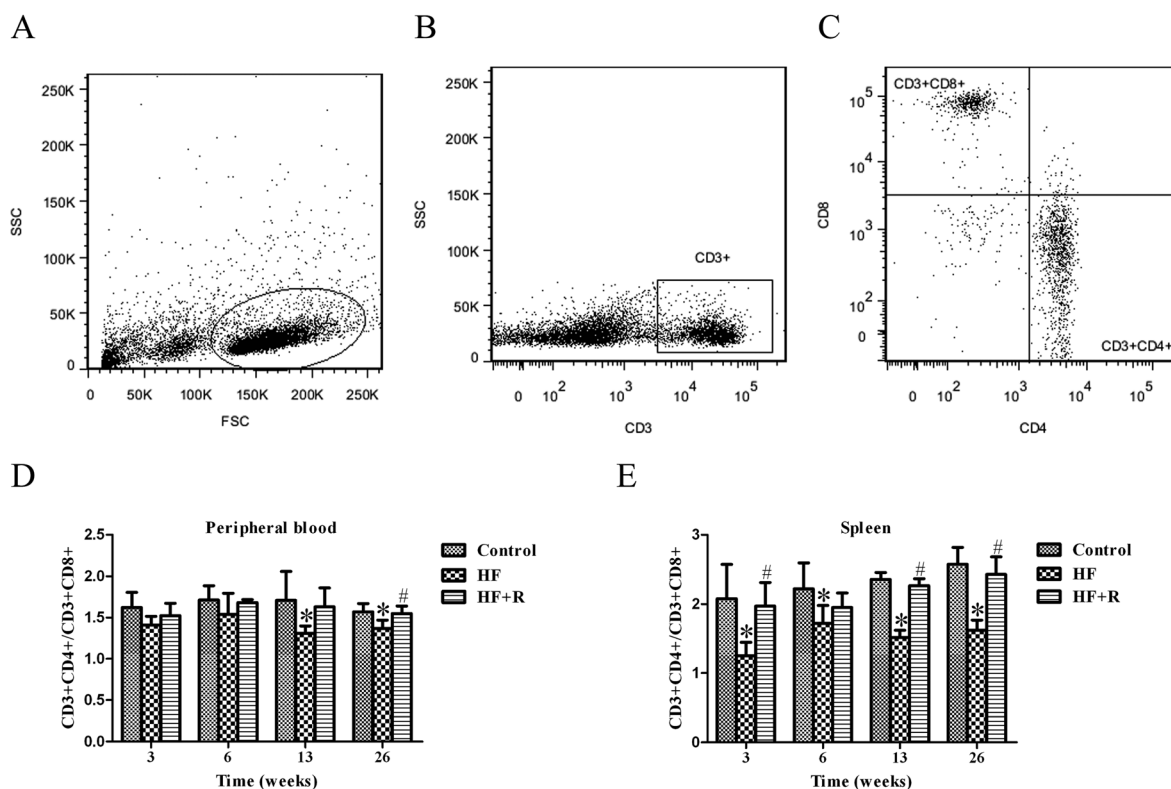 A
B
C
250K
200K
150K
100K
50K
0
SSC
0 50K 100K 150K 200K 250K
FSC
250K
200K
150K
100K
50K
0
SSC
CD3+
0 10^2 10^3 10^4 10^5
CD3
CD3+CD8+
10^5
10^4
10^3
10^2
0
CD8
CD3+CD4+
0 10^2 10^3 10^4 10^5
CD4
D
Peripheral blood
2.5
2.0
1.5
1.0
0.5
0.0
CD3+CD4+/CD3+CD8+
* * #
3 6 13 26
Time (weeks)
Control
HF
HF+R
E
Spleen
3
2
1
0
CD3+CD4+/CD3+CD8+
* # * * # * #
3 6 13 26
Time (weeks)
Control
HF
HF+R